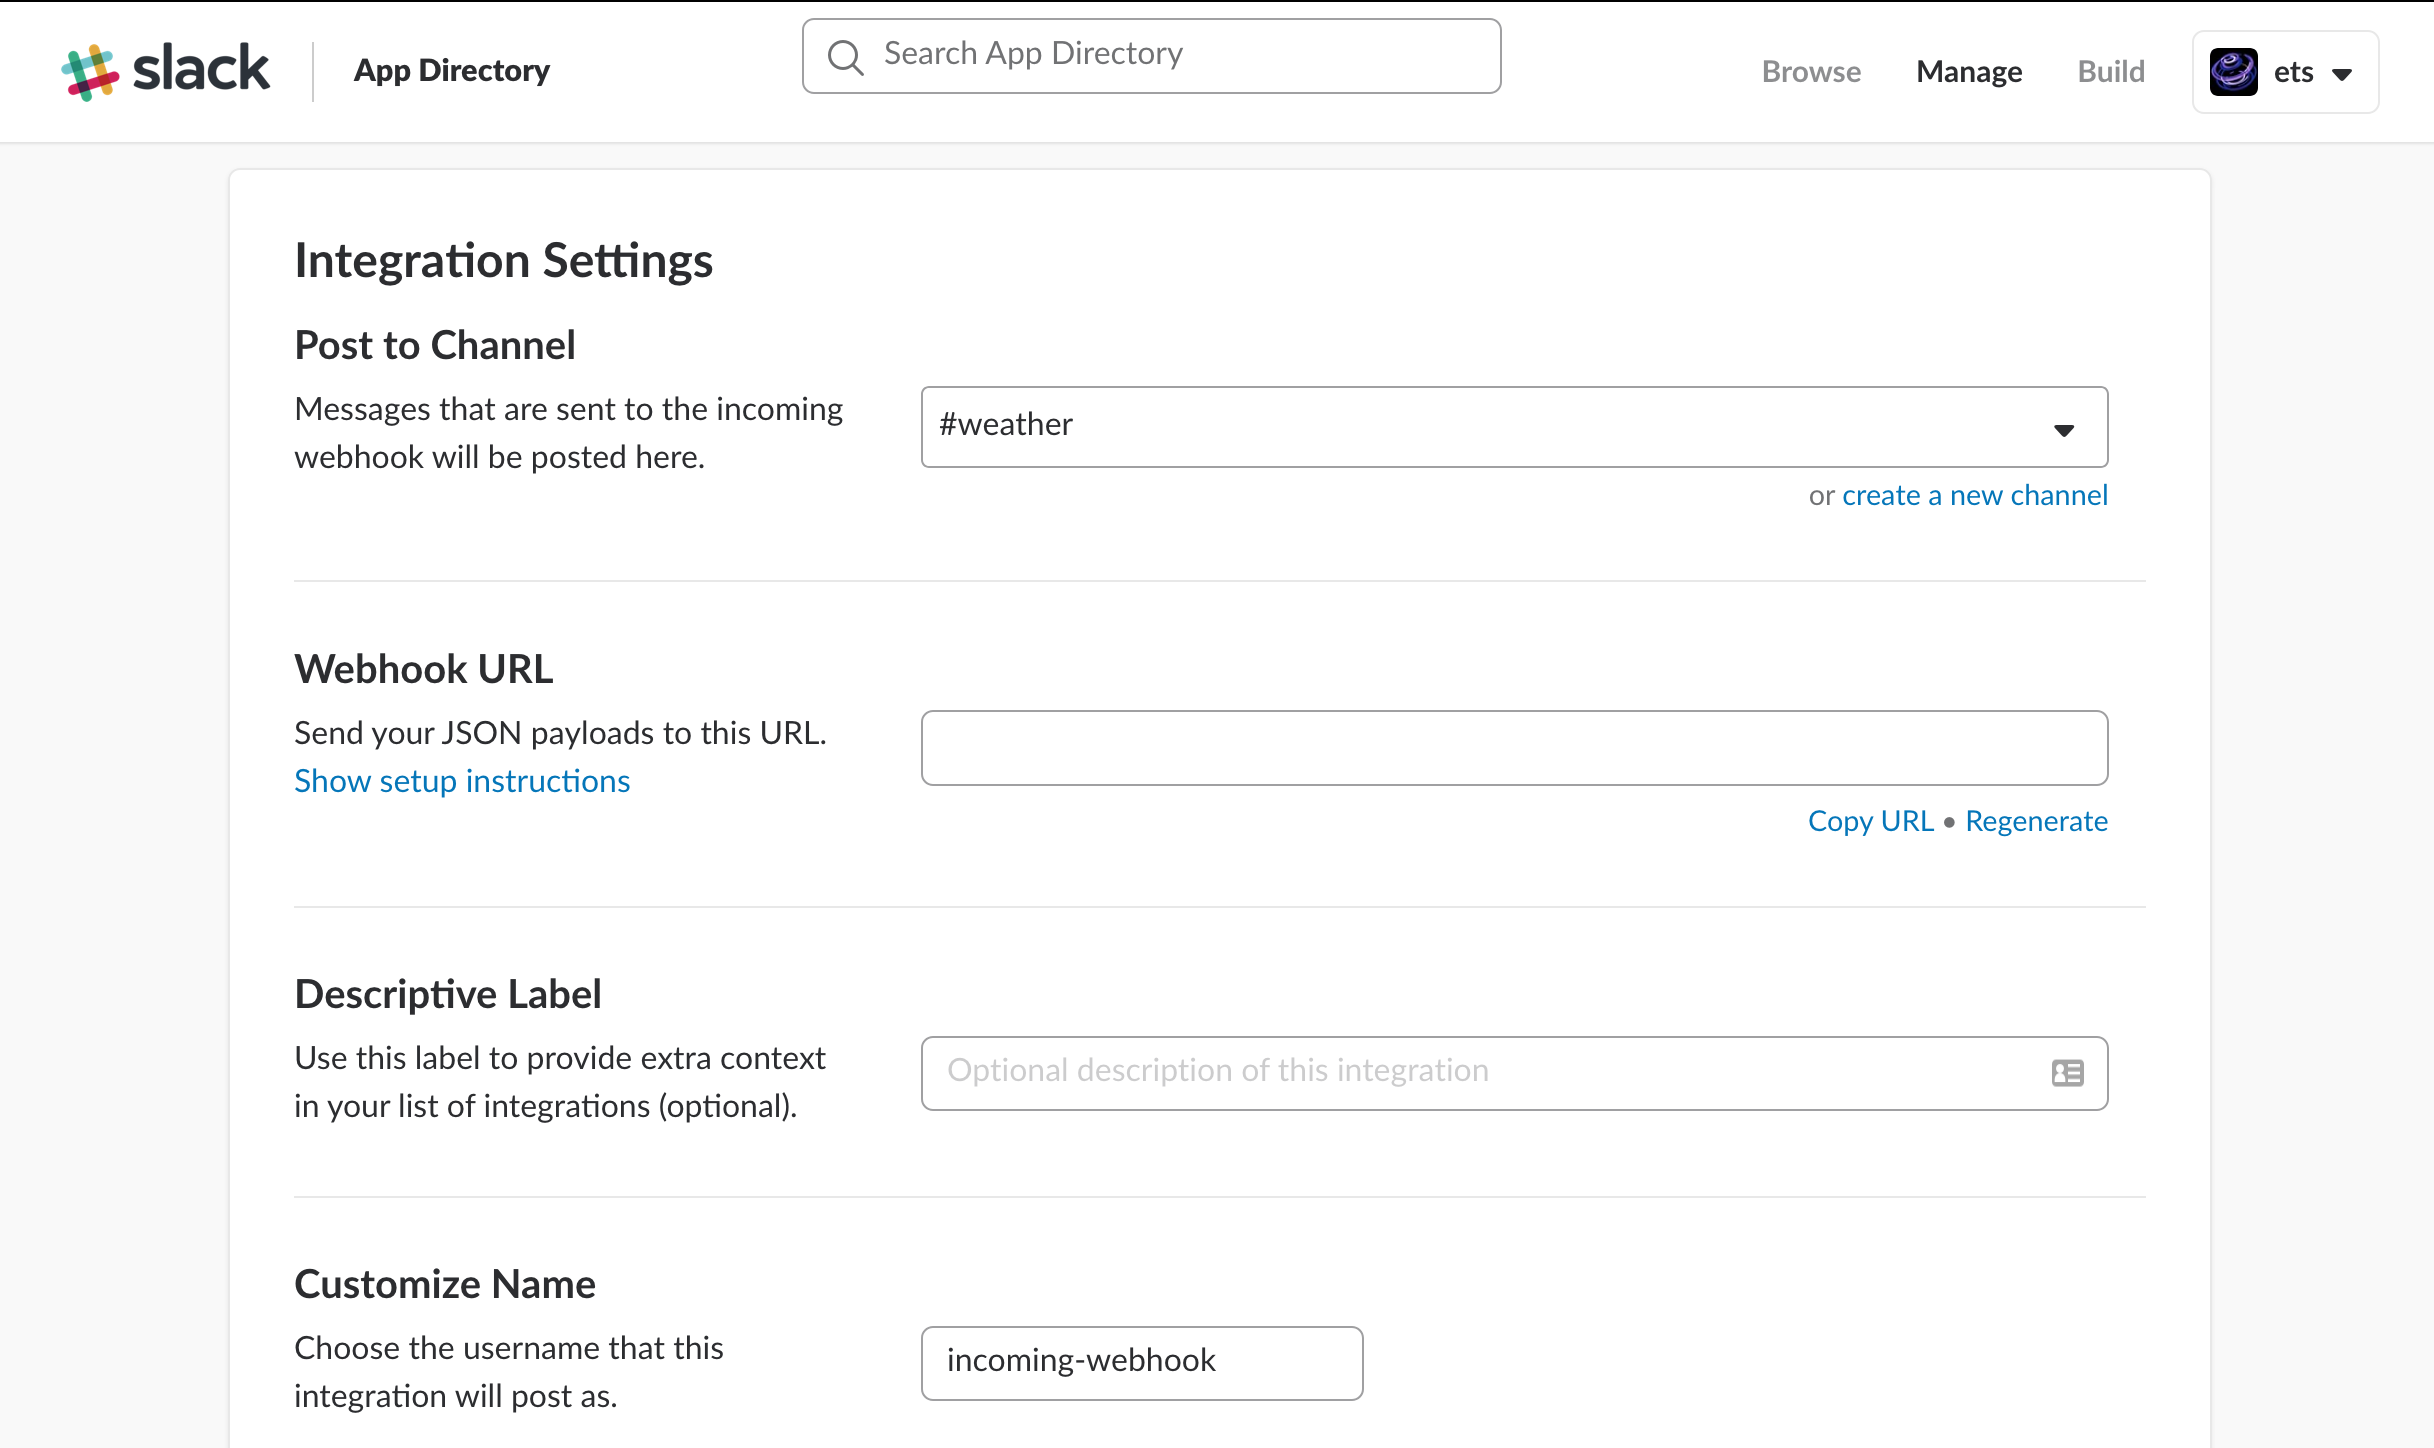 slack
App Directory
Search App Directory
Browse
Manage
Build
ets
Integration Settings
Post to Channel
Messages that are sent to the incoming
webhook will be posted here.
#weather
or create a new channel
Webhook URL
Send your JSON payloads to this URL.
Show setup instructions
Copy URL • Regenerate
Descriptive Label
Use this label to provide extra context
in your list of integrations (optional).
Optional description of this integration
Customize Name
Choose the username that this
integration will post as.
incoming-webhook